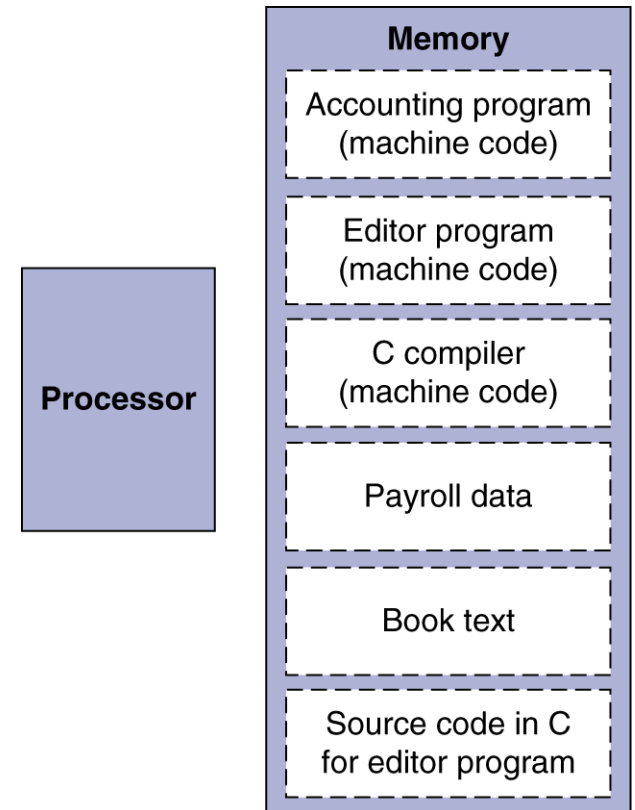 Memory
Accounting program
(machine code)
Editor program
(machine code)
C compiler
(machine code)
Processor
Payroll data
Book text
Source code in C
for editor program